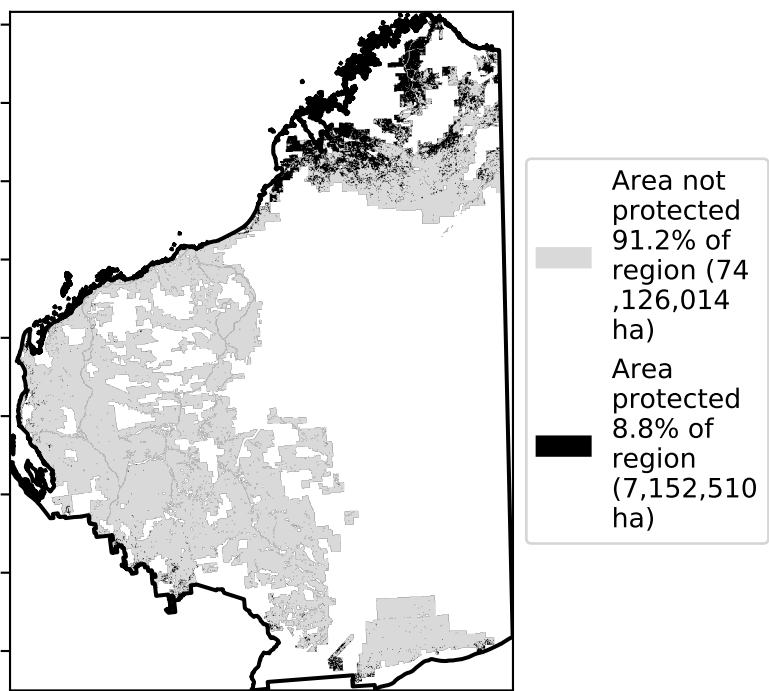 Area not
protected
91.2% of
region (74
,126,014
ha)
Area
protected
8.8% of
region
(7,152,510
ha)